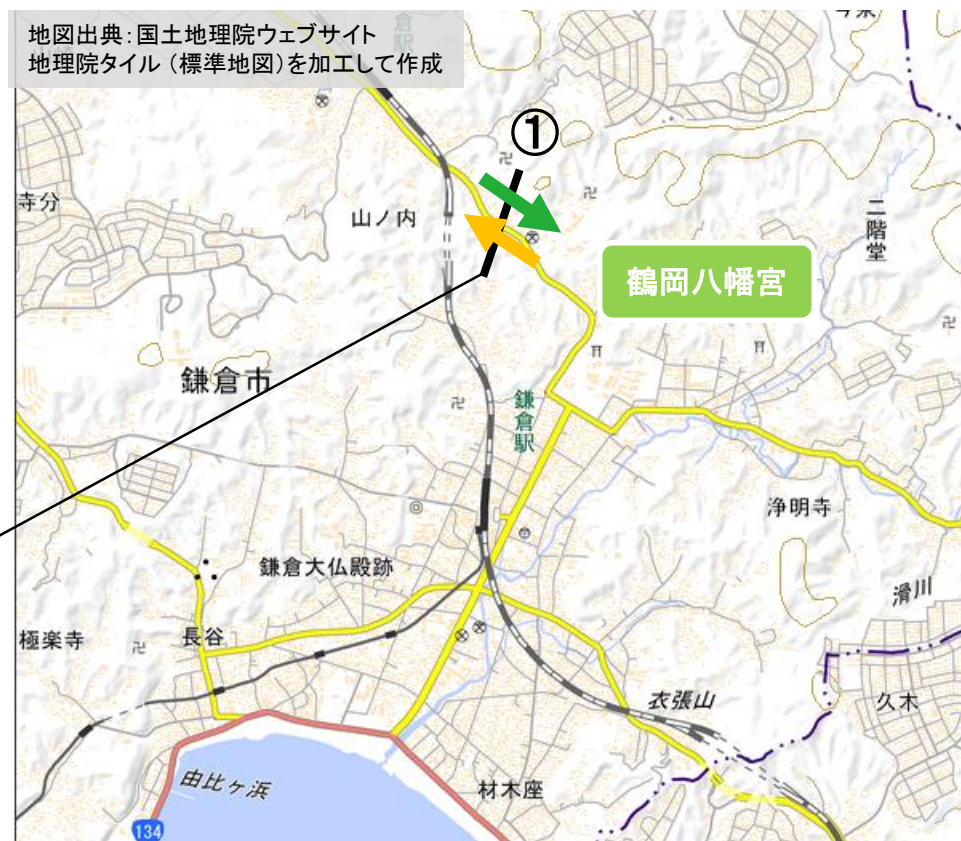 地図出典：国土地理院ウェブサイト
地理院タイル（標準地図）を加工して作成
①
寺分
山ノ内
二階堂
鶴岡八幡宮
鎌倉市
鎌倉駅
浄明寺
鎌倉大仏殿跡
滑川
極楽寺
長谷
衣張山
久木
由比ヶ浜
材木座
134